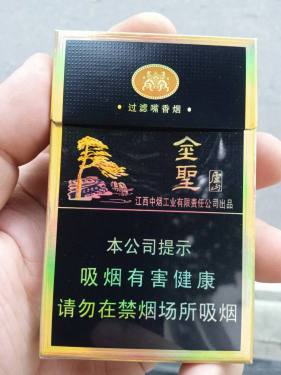 ·过滤嘴香烟·
金聖
庐山
江西中烟工业有限责任公司出品
本公司提示
吸烟有害健康
请勿在禁烟场所吸烟